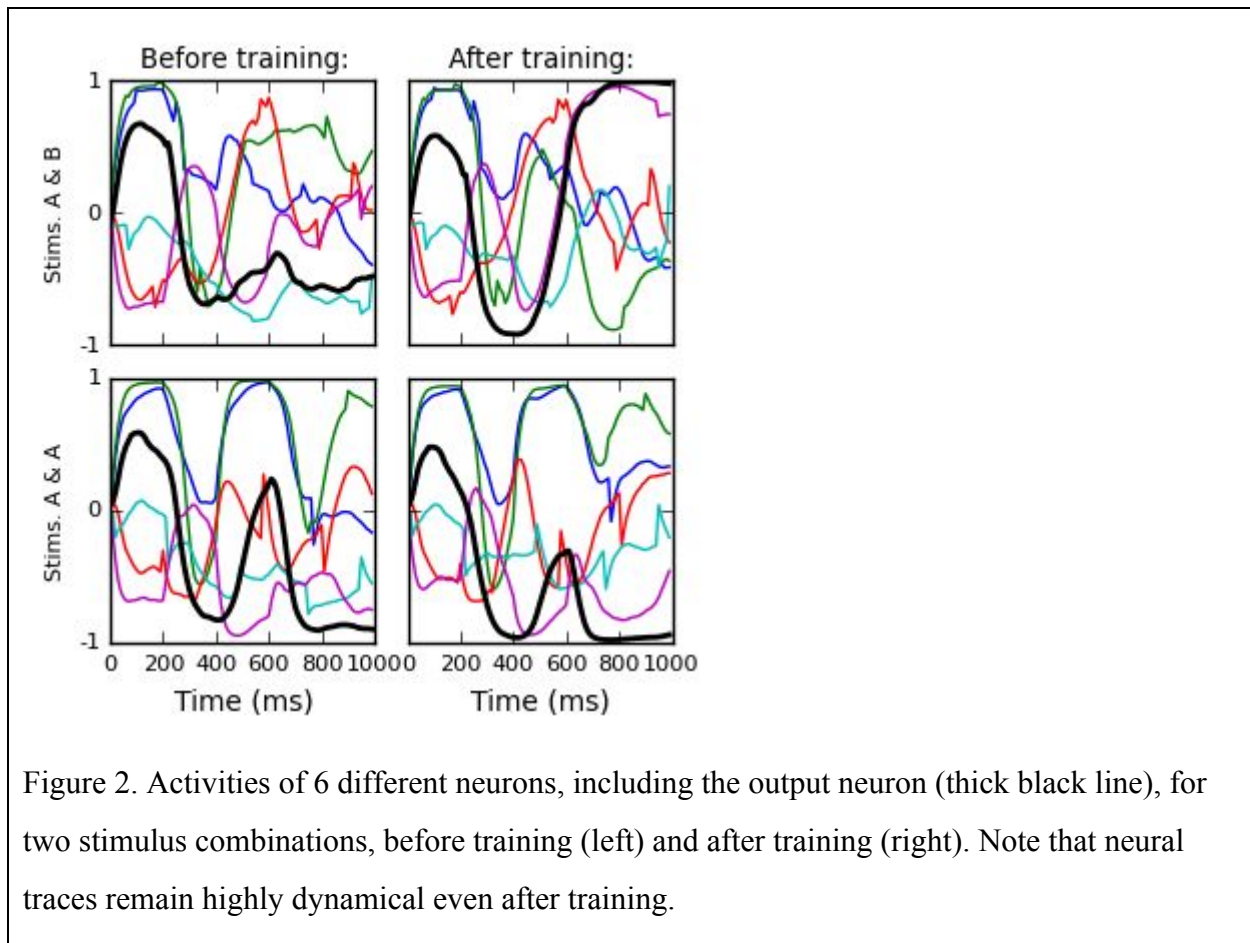 Before training:
After training:
Stims. A & B
1
0
-1
Stims. A & A
1
0
-1
0 200 400 600 800 1000
0 200 400 600 800 1000
Time (ms)
Time (ms)
Figure 2. Activities of 6 different neurons, including the output neuron (thick black line), for
two stimulus combinations, before training (left) and after training (right). Note that neural
traces remain highly dynamical even after training.